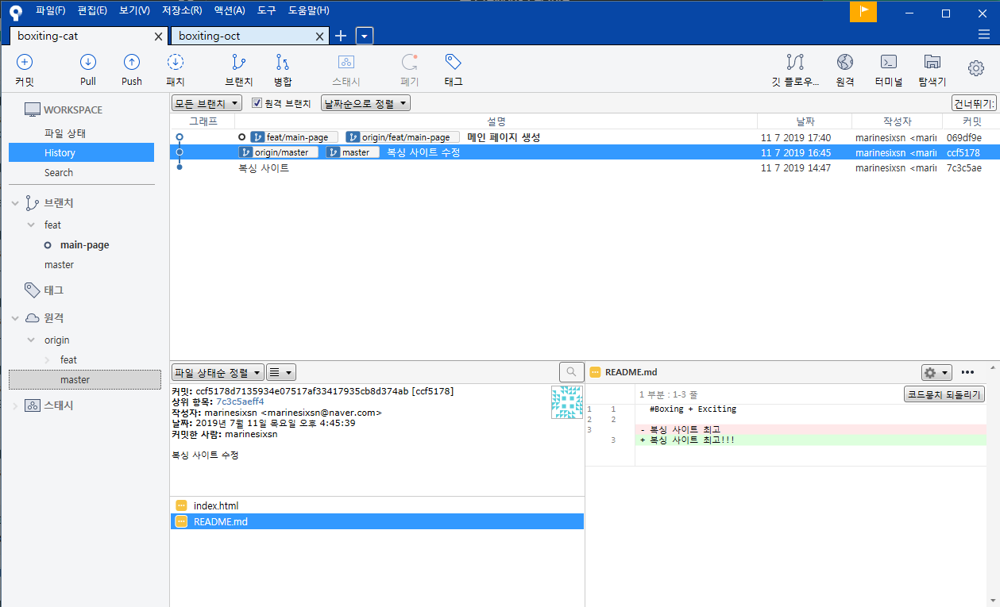 파일(F) 편집(E) 보기(V) 저장소(R) 액션(A) 도구 도움말(H)
boxiting-cat boxiting-oct
커밋 Pull Push 패치 브랜치 병합 스태시 폐기 태그 깃 플로우... 원격 터미널 탐색기
WORKSPACE
파일 상태
History
Search
브랜치
feat
main-page
master
태그
원격
origin
feat
master
스태시
모든 브랜치 원격 브랜치 날짜순으로 정렬 건너뛰기:
그래프 설명 날짜 작성자 커밋
feat/main-page origin/feat/main-page 메인 페이지 생성 11 7 2019 17:40 marinesixsn <marin 069df9e
origin/master master 복싱 사이트 수정 11 7 2019 16:45 marinesixsn <marin ccf5178
복싱 사이트 11 7 2019 14:47 marinesixsn <marin 7c3c5ae
파일 상태순 정렬
커밋: ccf5178d7135934e07517af33417935cb8d374ab [ccf5178]
상위 항목: 7c3c5aeff4
작성자: marinesixsn <marinesixsn@naver.com>
날짜: 2019년 7월 11일 목요일 오후 4:45:39
커밋한 사람: marinesixsn
복싱 사이트 수정
index.html
README.md
README.md
1 부분 : 1-3 줄 코드뭉치 되돌리기
1 1 #Boxing + Exciting
2 2
3 - 복싱 사이트 최고
3 + 복싱 사이트 최고!!!